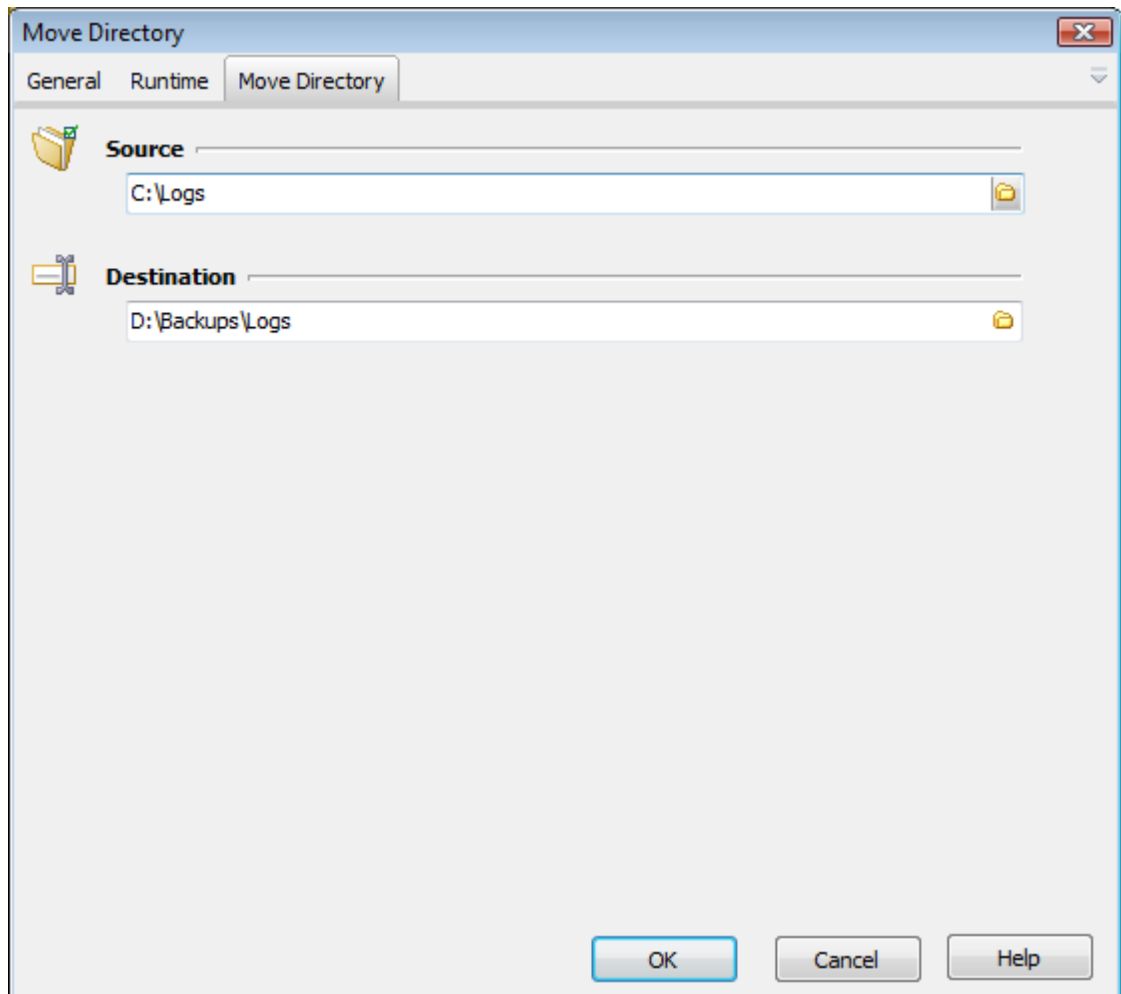 Move Directory
General Runtime Move Directory
Source
C:\Logs
Destination
D:\Backups\Logs
OK Cancel Help